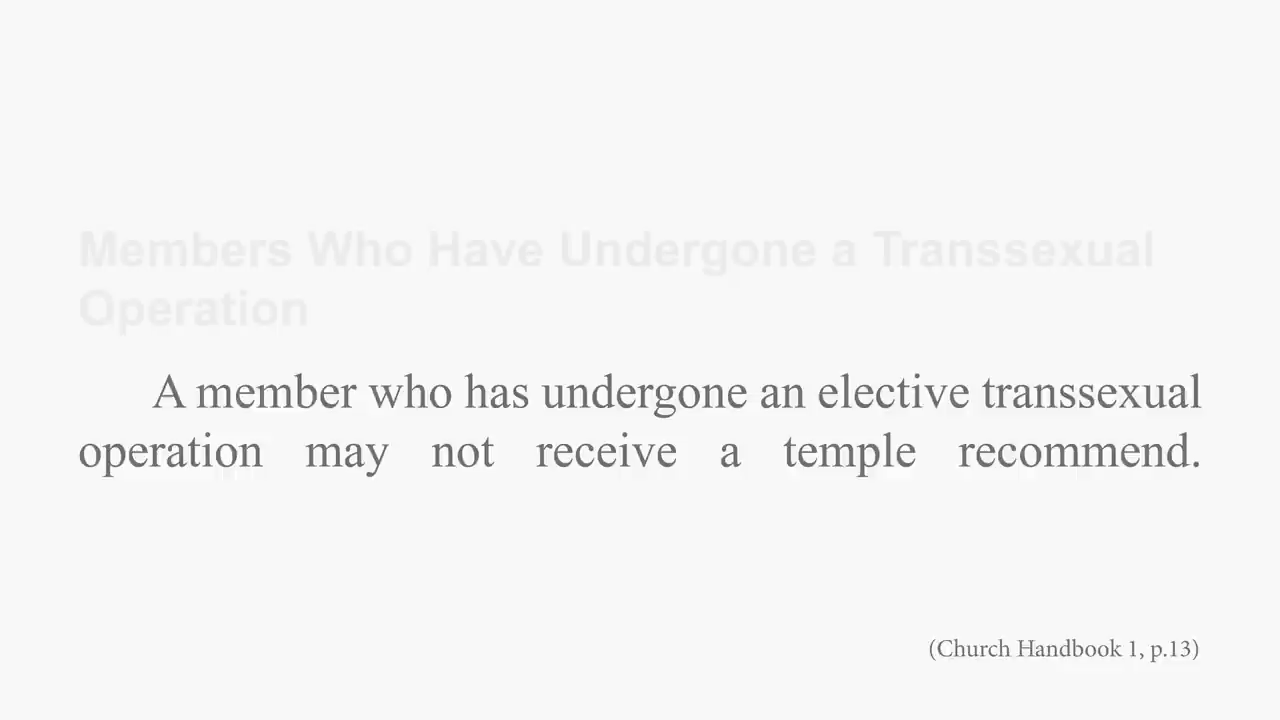 Members Who Have Undergone a Transsexual
Operation
A member who has undergone an elective transsexual
operation may not receive a temple recommend.
(Church Handbook 1, p.13)